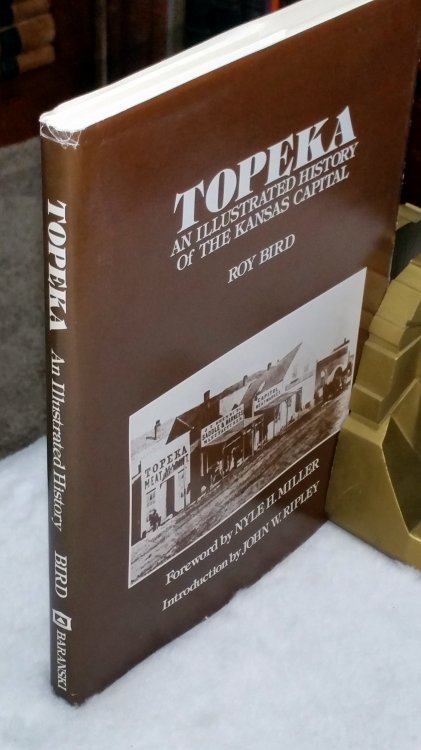 TOPEKA
AN ILLUSTRATED HISTORY
Of THE KANSAS CAPITAL
ROY BIRD
TOPEKA
CAPITAL
Foreword by NYLE H. MILLER
Introduction by JOHN W. RIPLEY
TOPEKA An Illustrated History BIRD BARANSKI